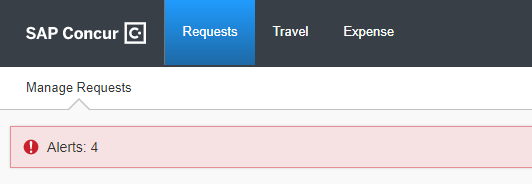 SAP Concur
Requests
Travel
Expense
Manage Requests
Alerts: 4